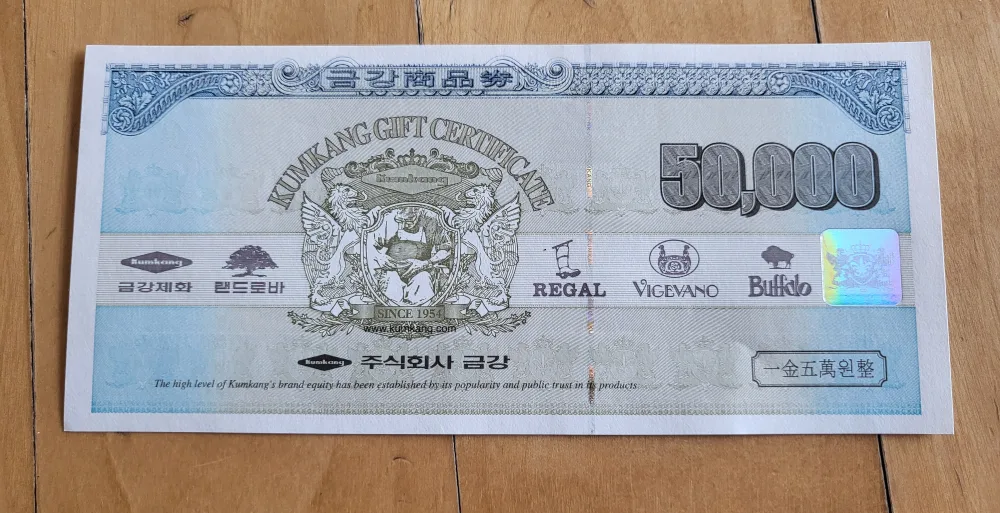 금강商品券
KUMKANG GIFT CERTIFICATE
Kumkang
50,000
Kumkang
금강제화
랜드로바
REGAL
VIGEVANO
Buffalo
SINCE 1954
www.kumkang.com
Kumkang 주식회사 금강
一金五萬원整
The high level of Kumkang's brand equity has been established by its popularity and public trust in its products.